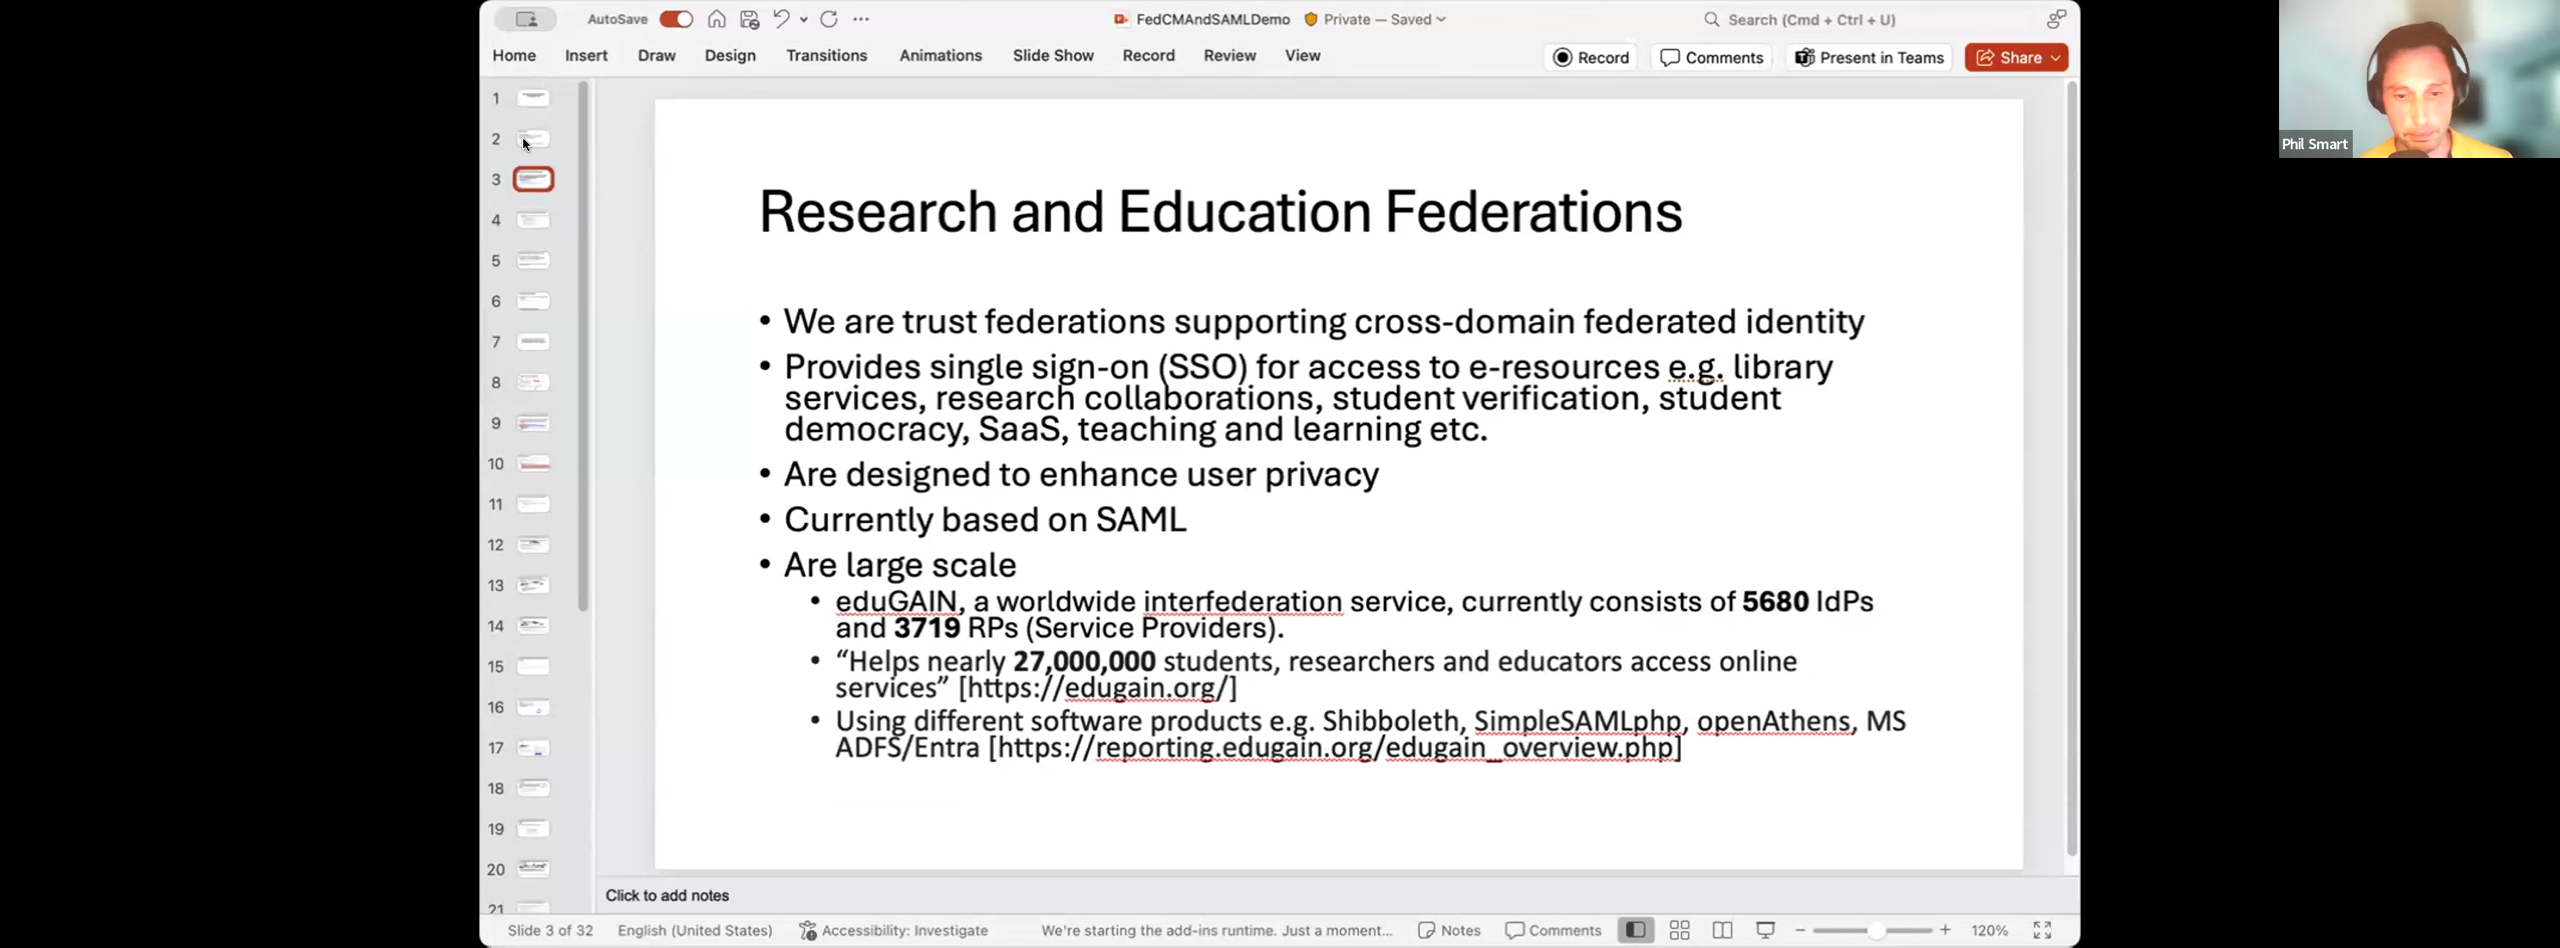 AutoSave
FedCMAndSAMLDemo
Private — Saved
Search (Cmd + Ctrl + U)
Home Insert Draw Design Transitions Animations Slide Show Record Review View
Record Comments Present in Teams Share
1
2
3
4
5
6
7
8
9
10
11
12
13
14
15
16
17
18
19
20
21
Research and Education Federations
• We are trust federations supporting cross-domain federated identity
• Provides single sign-on (SSO) for access to e-resources e.g. library
services, research collaborations, student verification, student
democracy, SaaS, teaching and learning etc.
• Are designed to enhance user privacy
• Currently based on SAML
• Are large scale
• eduGAIN, a worldwide interfederation service, currently consists of 5680 IdPs
and 3719 RPs (Service Providers).
• “Helps nearly 27,000,000 students, researchers and educators access online
services” [https://edugain.org/]
• Using different software products e.g. Shibboleth, SimpleSAMLphp, openAthens, MS
ADFS/Entra [https://reporting.edugain.org/edugain_overview.php]
Click to add notes
Slide 3 of 32 English (United States) Accessibility: Investigate We're starting the add-ins runtime. Just a moment... Notes Comments 120%
Phil Smart